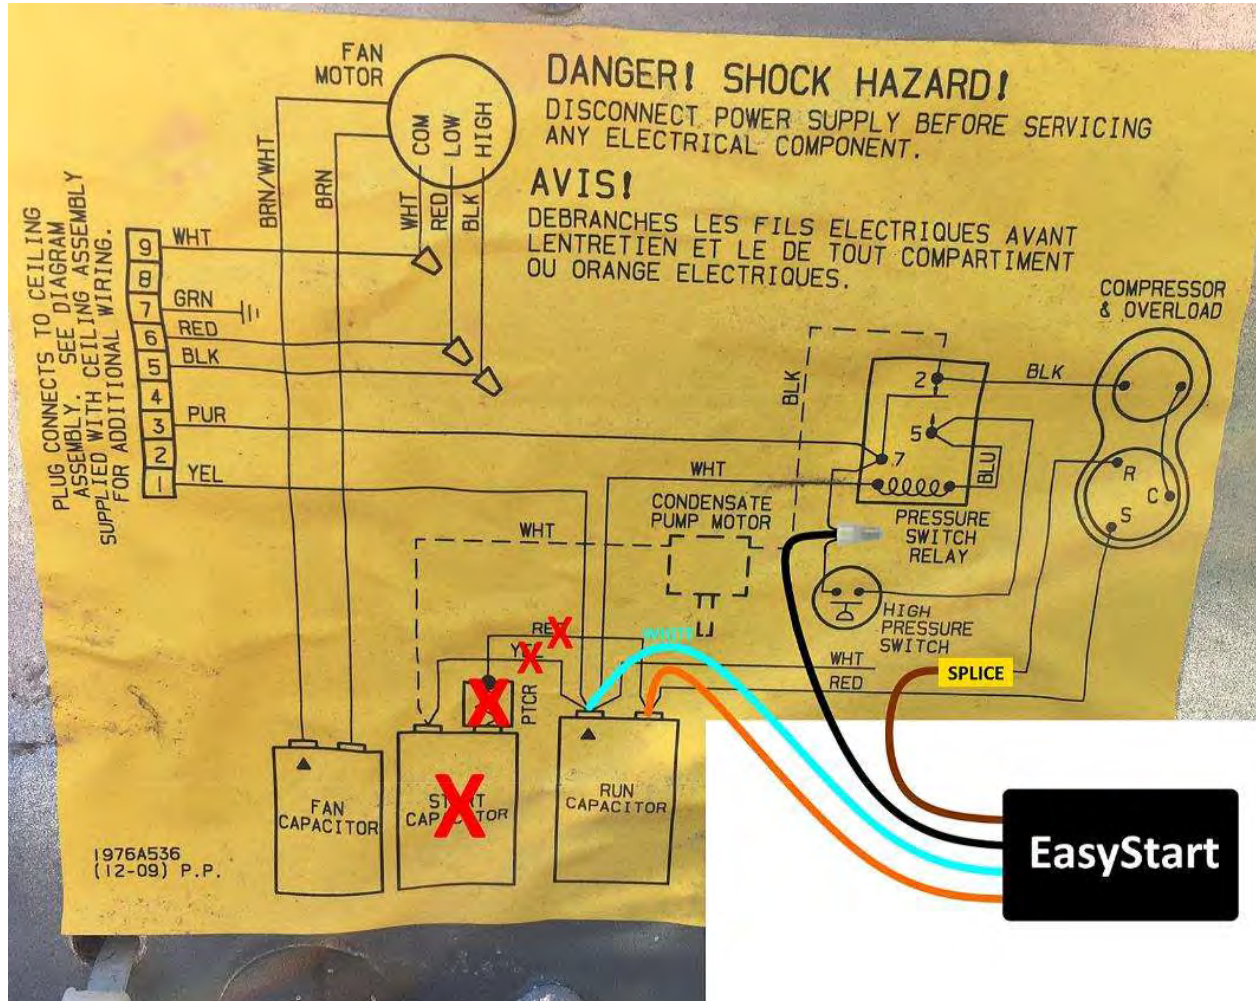 FAN
MOTOR
COM
LOW
HIGH
WHT
RED
BLK
BRN/WHT
BRN
DANGER! SHOCK HAZARD!
DISCONNECT POWER SUPPLY BEFORE SERVICING
ANY ELECTRICAL COMPONENT.
AVIS!
DEBRANCHES LES FILS ELECTRIQUES AVANT
LENTRETIEN ET LE DE TOUT COMPARTIMENT
OU ORANGE ELECTRIQUES.
PLUG CONNECTS TO CEILING
ASSEMBLY. SEE DIAGRAM
SUPPLIED WITH CEILING ASSEMBLY
FOR ADDITIONAL WIRING.
9 WHT
8
7 GRN
6 RED
5 BLK
4
3 PUR
2
1 YEL
COMPRESSOR
& OVERLOAD
BLK
2
BLK
5
7
BLU
R
C
S
WHT
CONDENSATE
PUMP MOTOR
WHT
PRESSURE
SWITCH
RELAY
HIGH
PRESSURE
SWITCH
WHITE
WHT
RED
SPLICE
PTCR
FAN
CAPACITOR
START
CAPACITOR
RUN
CAPACITOR
1976A536
(12-09) P.P.
EasyStart